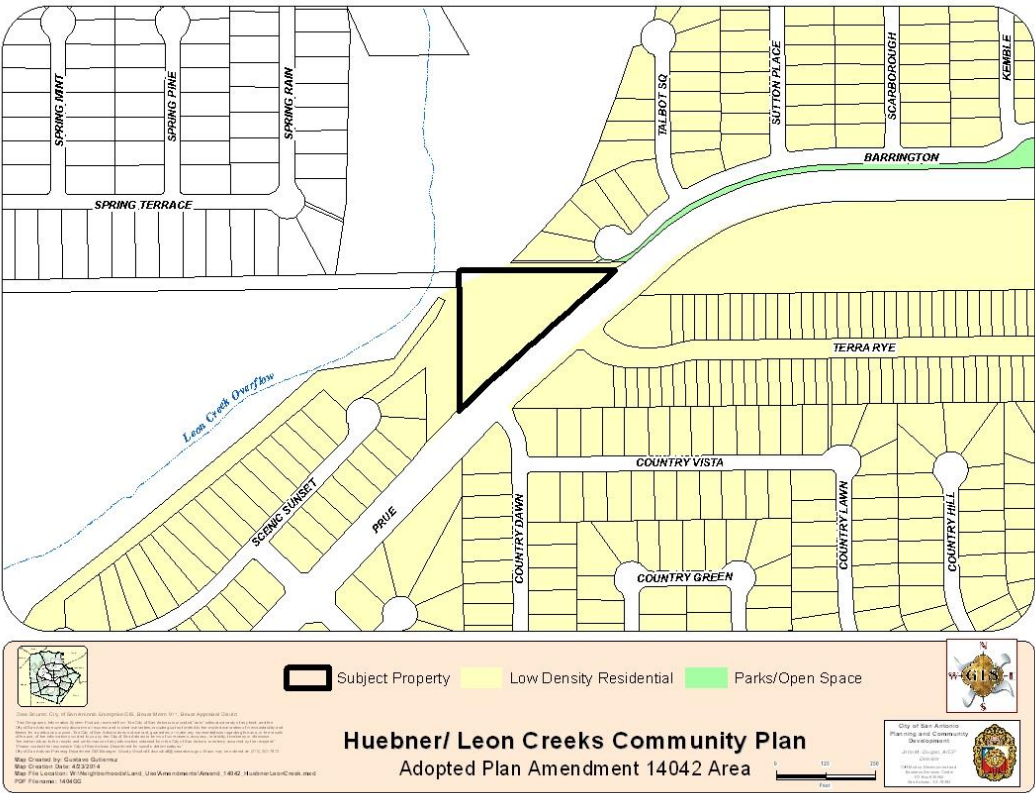 SPRING MINT
SPRING PINE
SPRING RAIN
SPRING TERRACE
TALBOT SQ
SUTTON PLACE
SCARBOROUGH
KEMBLE
BARRINGTON
TERRA RYE
Leon Creek Overflow
SCENIC SUNSET
PRUE
COUNTRY VISTA
COUNTRY DAWN
COUNTRY GREEN
COUNTRY LAWN
COUNTRY HILL
Subject Property
Low Density Residential
Parks/Open Space
N
W
GIS
Huebner/ Leon Creeks Community Plan
Adopted Plan Amendment 14042 Area
Map Created by: Gustavo Gutierrez
Map Creation Date: 4/23/2014
PDF Filename: 1404GG
Feet
City of San Antonio
Planning and Community
Development